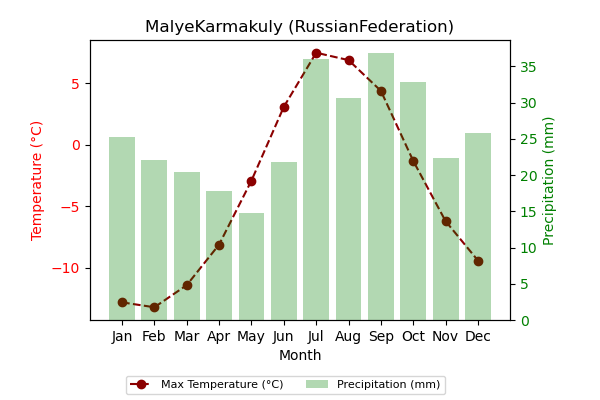 MalyeKarmakuly (RussianFederation)
Temperature (°C)
5
0
−5
−10
35
30
25
20
15
10
5
0
Precipitation (mm)
Jan Feb Mar Apr May Jun Jul Aug Sep Oct Nov Dec
Month
Max Temperature (°C) Precipitation (mm)